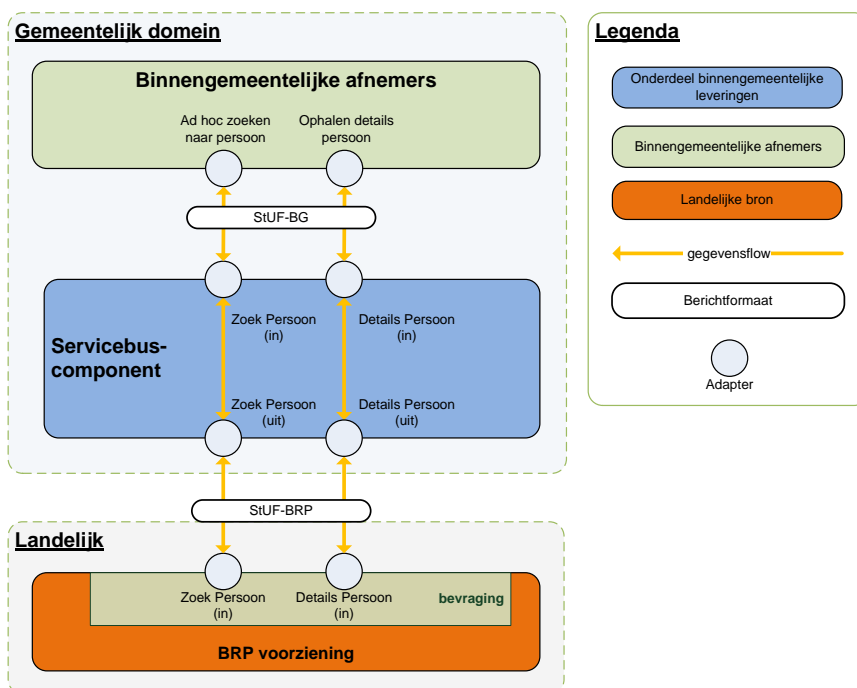 Gemeentelijk domein
Binnengemeentelijke afnemers
Ad hoc zoeken
naar persoon
Ophalen details
persoon
StUF-BG
Zoek Persoon
(in)
Details Persoon
(in)
Servicebus-
component
Zoek Persoon
(uit)
Details Persoon
(uit)
StUF-BRP
Landelijk
Zoek Persoon
(in)
Details Persoon
(in)
bevraging
BRP voorziening
Legenda
Onderdeel binnengemeentelijke
leveringen
Binnengemeentelijke afnemers
Landelijke bron
gegevensflow
Berichtformaat
Adapter